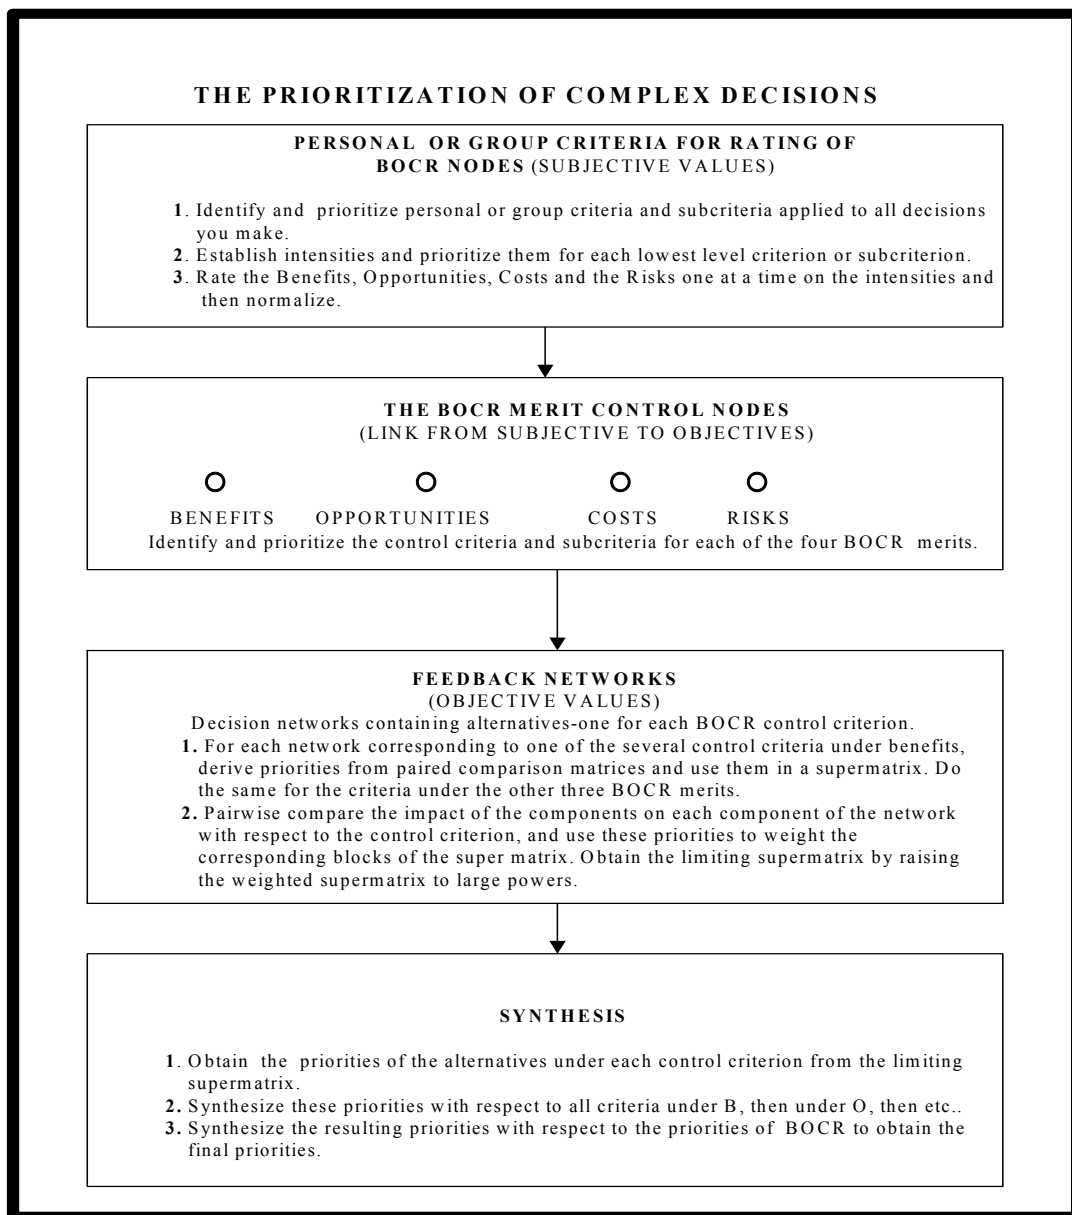 THE PRIORITIZATION OF COMPLEX DECISIONS
PERSONAL OR GROUP CRITERIA FOR RATING OF
BOCR NODES (SUBJECTIVE VALUES)
1. Identify and prioritize personal or group criteria and subcriteria applied to all decisions
you make.
2. Establish intensities and prioritize them for each lowest level criterion or subcriterion.
3. Rate the Benefits, Opportunities, Costs and the Risks one at a time on the intensities and
then normalize.
THE BOCR MERIT CONTROL NODES
(LINK FROM SUBJECTIVE TO OBJECTIVES)
BENEFITS OPPORTUNITIES COSTS RISKS
Identify and prioritize the control criteria and subcriteria for each of the four BOCR merits.
FEEDBACK NETWORKS
(OBJECTIVE VALUES)
Decision networks containing alternatives-one for each BOCR control criterion.
1. For each network corresponding to one of the several control criteria under benefits,
derive priorities from paired comparison matrices and use them in a supermatrix. Do
the same for the criteria under the other three BOCR merits.
2. Pairwise compare the impact of the components on each component of the network
with respect to the control criterion, and use these priorities to weight the
corresponding blocks of the super matrix. Obtain the limiting supermatrix by raising
the weighted supermatrix to large powers.
SYNTHESIS
1. Obtain the priorities of the alternatives under each control criterion from the limiting
supermatrix.
2. Synthesize these priorities with respect to all criteria under B, then under O, then etc..
3. Synthesize the resulting priorities with respect to the priorities of BOCR to obtain the
final priorities.